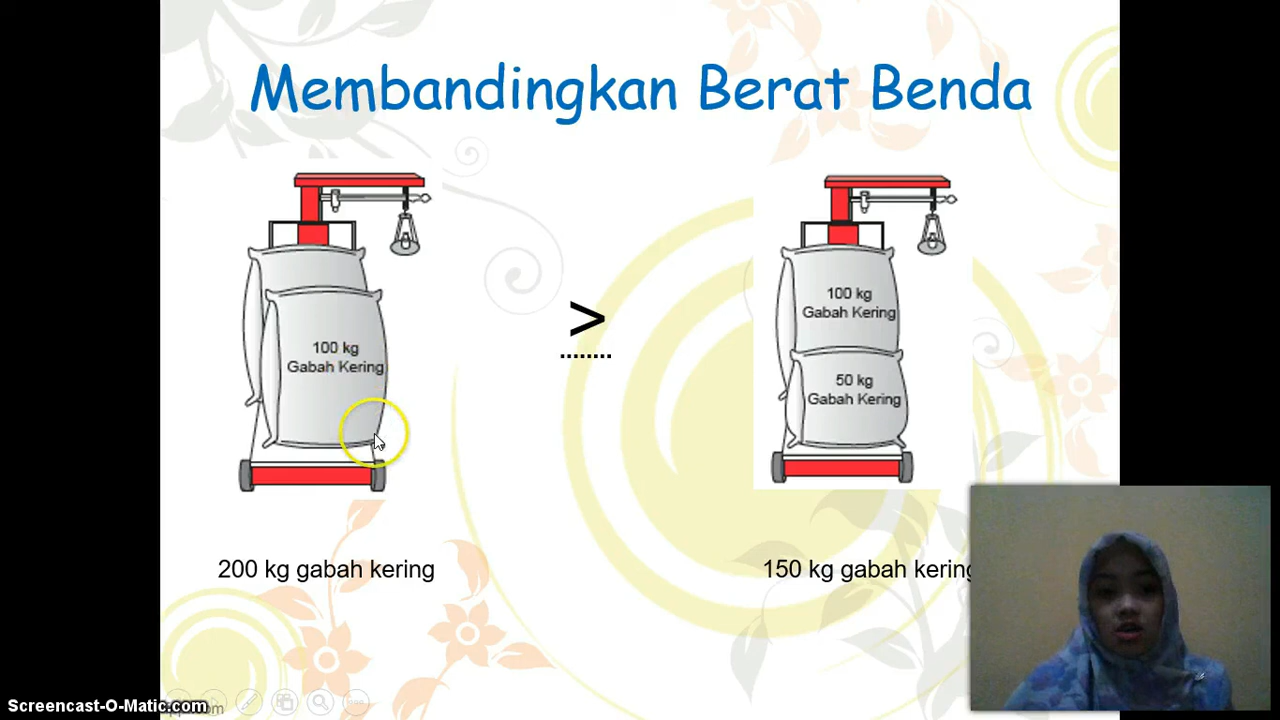 Membandingkan Berat Benda
100 kg
Gabah Kering
>
........
100 kg
Gabah Kering
50 kg
Gabah Kering
200 kg gabah kering
150 kg gabah kering
Screencast-O-Matic.com